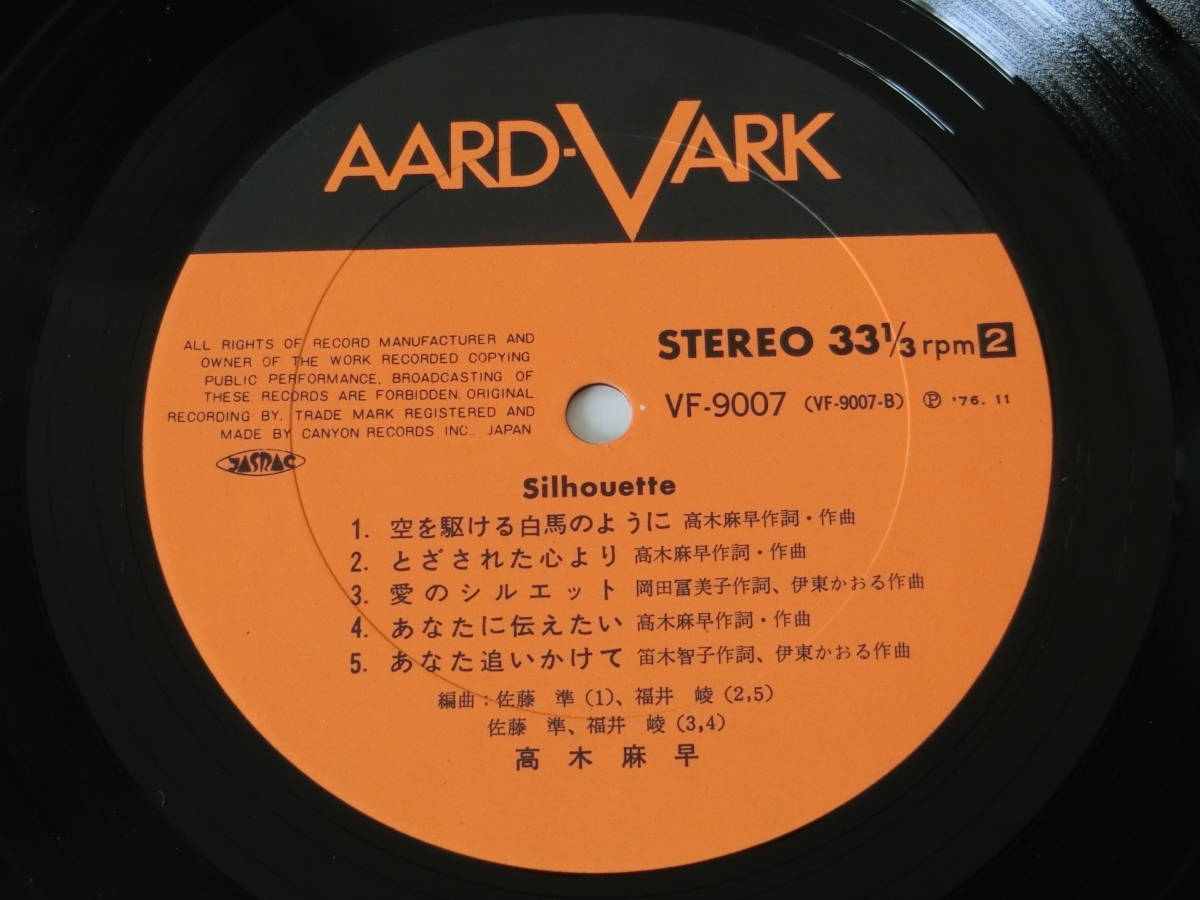 AARD-VARK
ALL RIGHTS OF RECORD MANUFACTURER AND
OWNER OF THE WORK RECORDED COPYING
PUBLIC PERFORMANCE, BROADCASTING OF
THESE RECORDS ARE FORBIDDEN. ORIGINAL
RECORDING BY, TRADE MARK REGISTERED AND
MADE BY CANYON RECORDS INC., JAPAN
JASRAC
STEREO 33⅓ rpm 2
VF-9007 (VF-9007-B) Ⓟ '76. 11
Silhouette
1. 空を駆ける白馬のように 高木麻早作詞・作曲
2. とざされた心より 高木麻早作詞・作曲
3. 愛のシルエット 岡田冨美子作詞、伊東かおる作曲
4. あなたに伝えたい 高木麻早作詞・作曲
5. あなた追いかけて 笛木智子作詞、伊東かおる作曲
編曲:佐藤 準(1)、福井 崚(2,5)
佐藤 準、福井 崚(3,4)
高木麻早